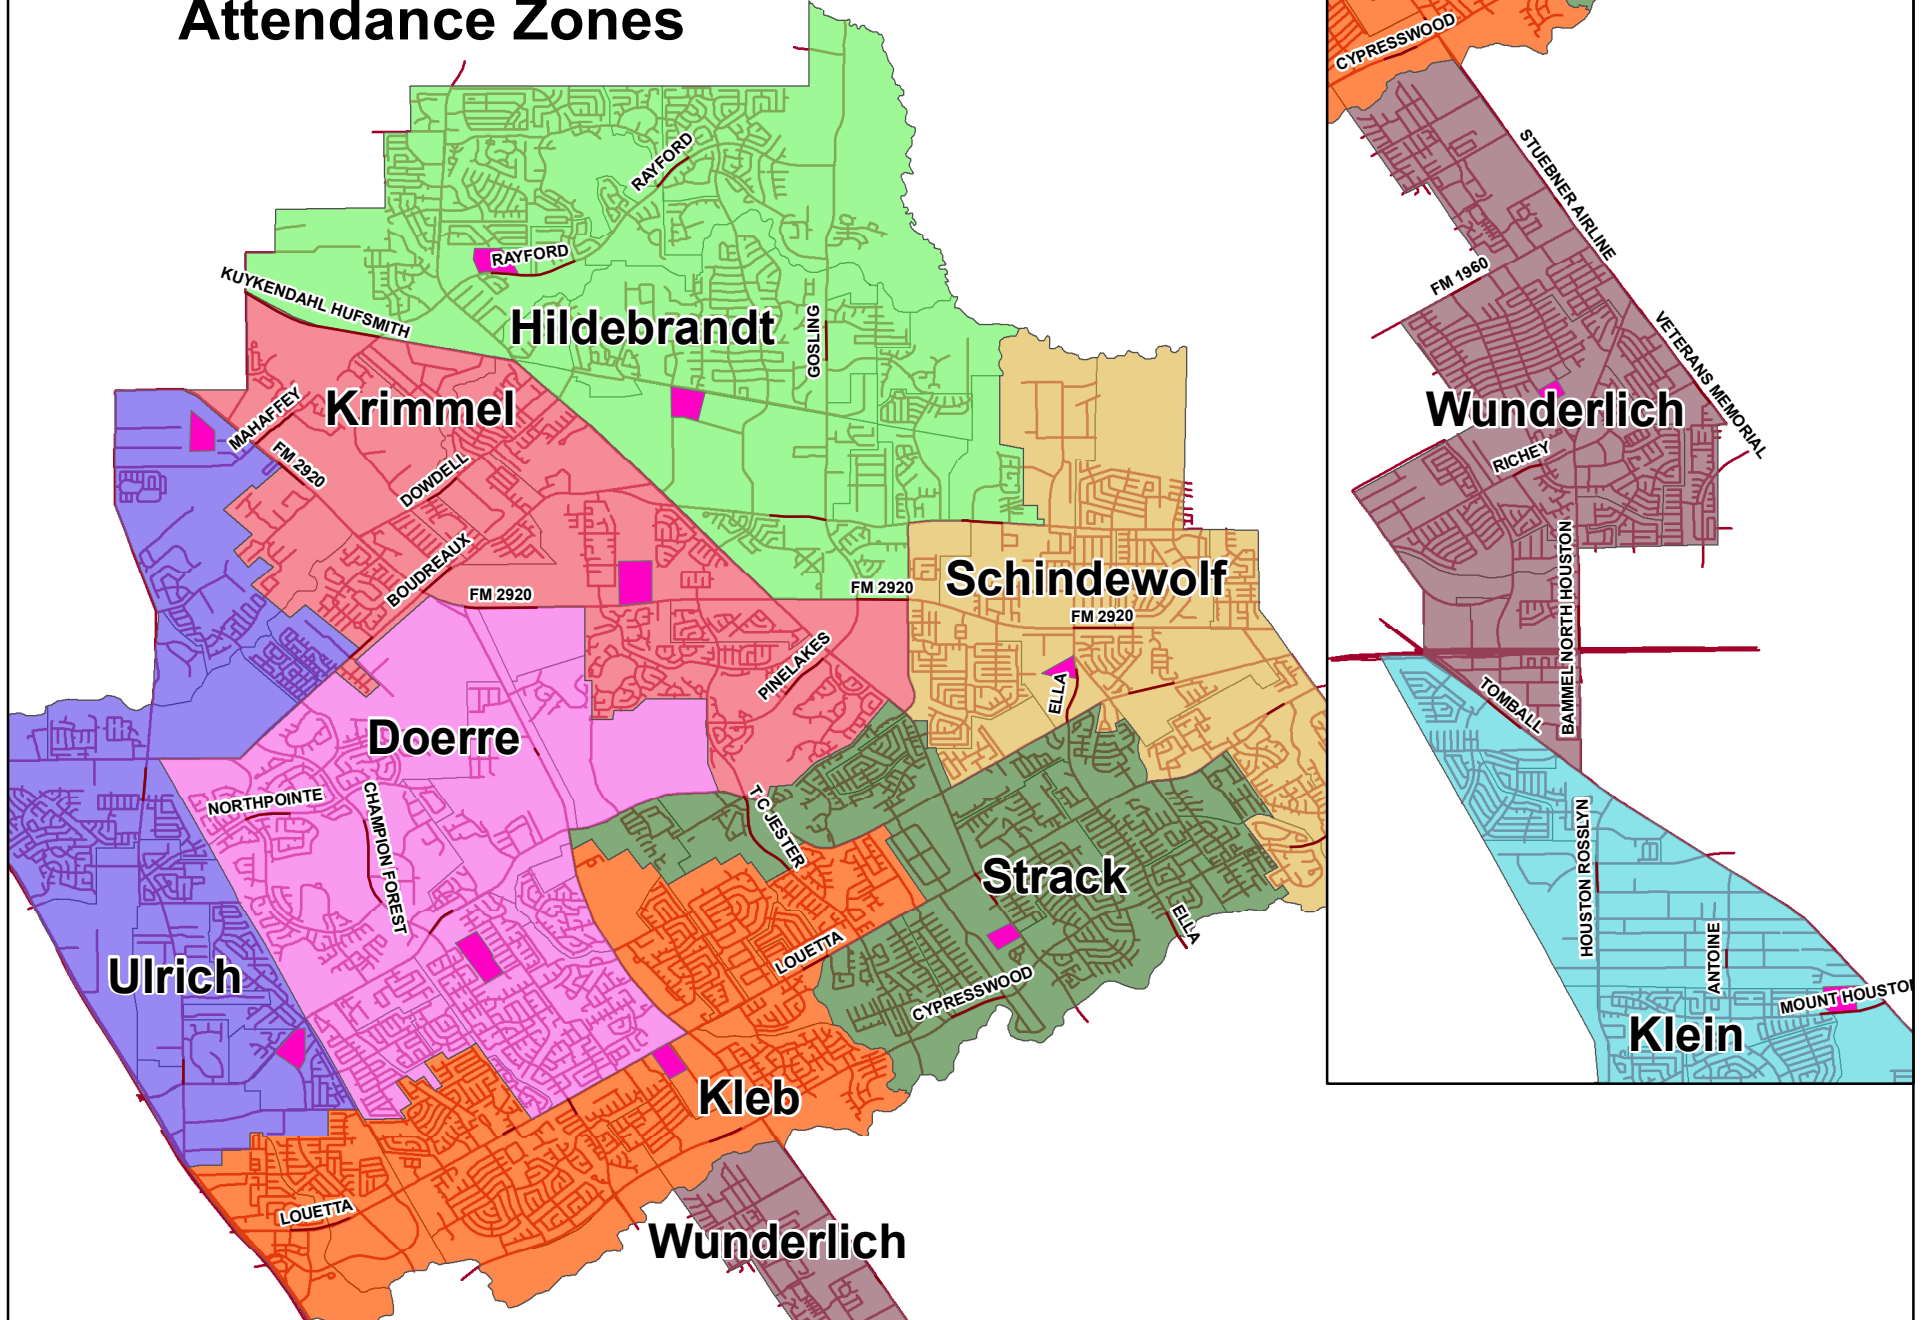 Attendance Zones
CYPRESSWOOD
RAYFORD
STUEBNER AIRLINE
RAYFORD
KUYKENDAHL HUFSMITH
FM 1960
Hildebrandt
GOSLING
VETERANS MEMORIAL
Krimmel
MAHAFFEY
Wunderlich
FM 2920
DOWDELL
RICHEY
BOUDREAUX
FM 2920
FM 2920
Schindewolf
FM 2920
BAMMEL NORTH HOUSTON
PINELAKES
ELLA
TOMBALL
Doerre
NORTHPOINTE
CHAMPION FOREST
T C JESTER
HOUSTON ROSSLYN
Strack
ELLA
LOUETTA
ANTOINE
Ulrich
CYPRESSWOOD
MOUNT HOUSTO
Klein
Kleb
LOUETTA
Wunderlich